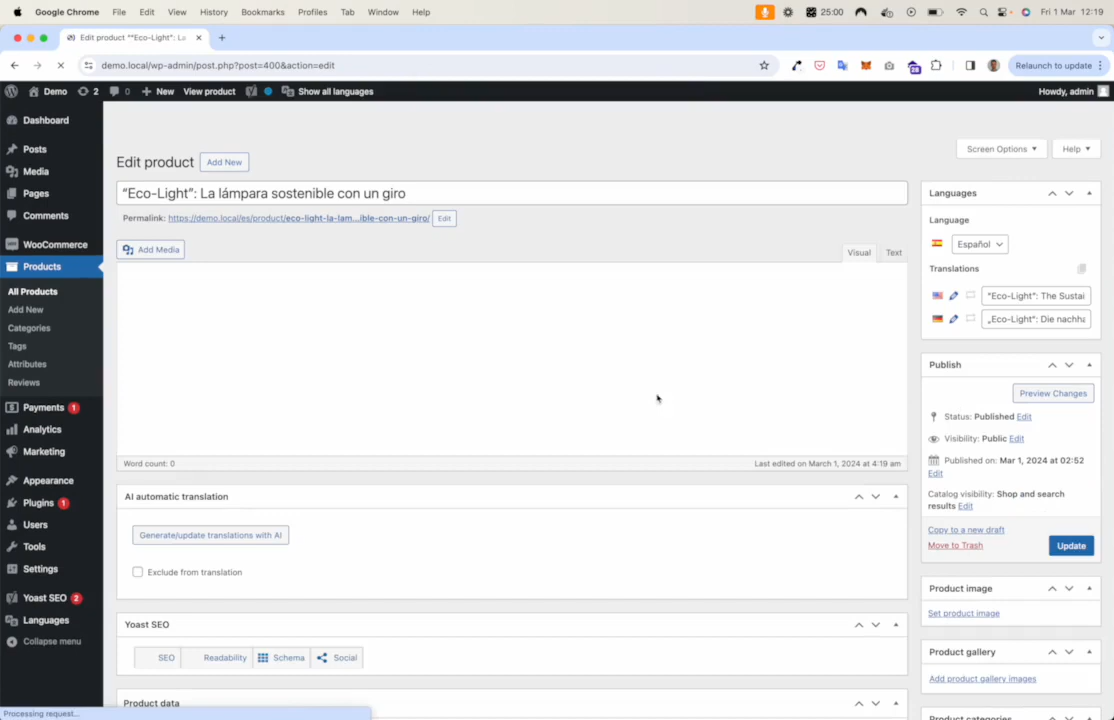 Google Chrome File Edit View History Bookmarks Profiles Tab Window Help 25:00 Fri 1 Mar 12:19
Edit product "Eco-Light": La
demo.local/wp-admin/post.php?post=400&action=edit Relaunch to update
Demo 2 0 New View product Show all languages Howdy, admin
Dashboard
Posts
Media
Pages
Comments
WooCommerce
Products
All Products
Add New
Categories
Tags
Attributes
Reviews
Payments 1
Analytics
Marketing
Appearance
Plugins 1
Users
Tools
Settings
Yoast SEO 2
Languages
Collapse menu
Screen Options Help
Edit product Add New
“Eco-Light”: La lámpara sostenible con un giro
Permalink: https://demo.local/es/product/eco-light-la-lam...ible-con-un-giro/ Edit
Add Media Visual Text
Word count: 0 Last edited on March 1, 2024 at 4:19 am
AI automatic translation
Generate/update translations with AI
Exclude from translation
Yoast SEO
SEO Readability Schema Social
Product data
Languages
Language
Español
Translations
"Eco-Light": The Sustai
„Eco-Light": Die nachha
Publish
Preview Changes
Status: Published Edit
Visibility: Public Edit
Published on: Mar 1, 2024 at 02:52
Edit
Catalog visibility: Shop and search
results Edit
Copy to a new draft
Move to Trash Update
Product image
Set product image
Product gallery
Add product gallery images
Product categories
Processing request...